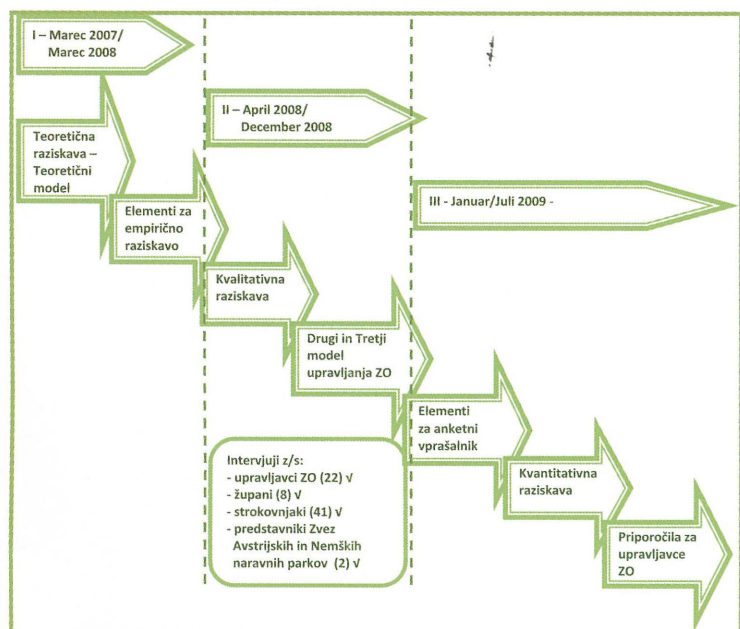 I – Marec 2007/
Marec 2008
II – April 2008/
December 2008
III - Januar/Juli 2009 -
Teoretična
raziskava –
Teoretični
model
Elementi za
empirično
raziskavo
Kvalitativna
raziskava
Drugi in Tretji
model
upravljanja ZO
Elementi
za anketni
vprašalnik
Kvantitativna
raziskava
Priporočila za
upravljavce
ZO
Intervjuji z/s:
- upravljavci ZO (22) √
- župani (8) √
- strokovnjaki (41) √
- predstavniki Zvez
Avstrijskih in Nemških
naravnih parkov (2) √